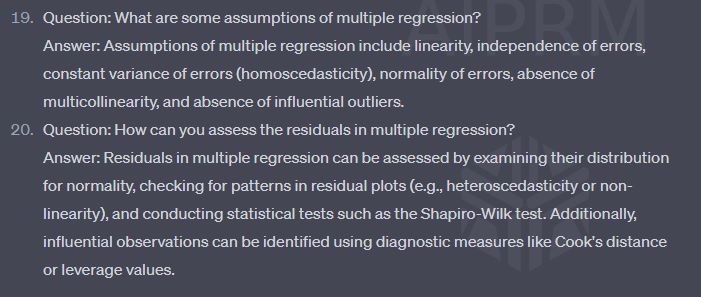 AIPRM
19. Question: What are some assumptions of multiple regression?
Answer: Assumptions of multiple regression include linearity, independence of errors,
constant variance of errors (homoscedasticity), normality of errors, absence of
multicollinearity, and absence of influential outliers.
20. Question: How can you assess the residuals in multiple regression?
Answer: Residuals in multiple regression can be assessed by examining their distribution
for normality, checking for patterns in residual plots (e.g., heteroscedasticity or non-
linearity), and conducting statistical tests such as the Shapiro-Wilk test. Additionally,
influential observations can be identified using diagnostic measures like Cook's distance
or leverage values.